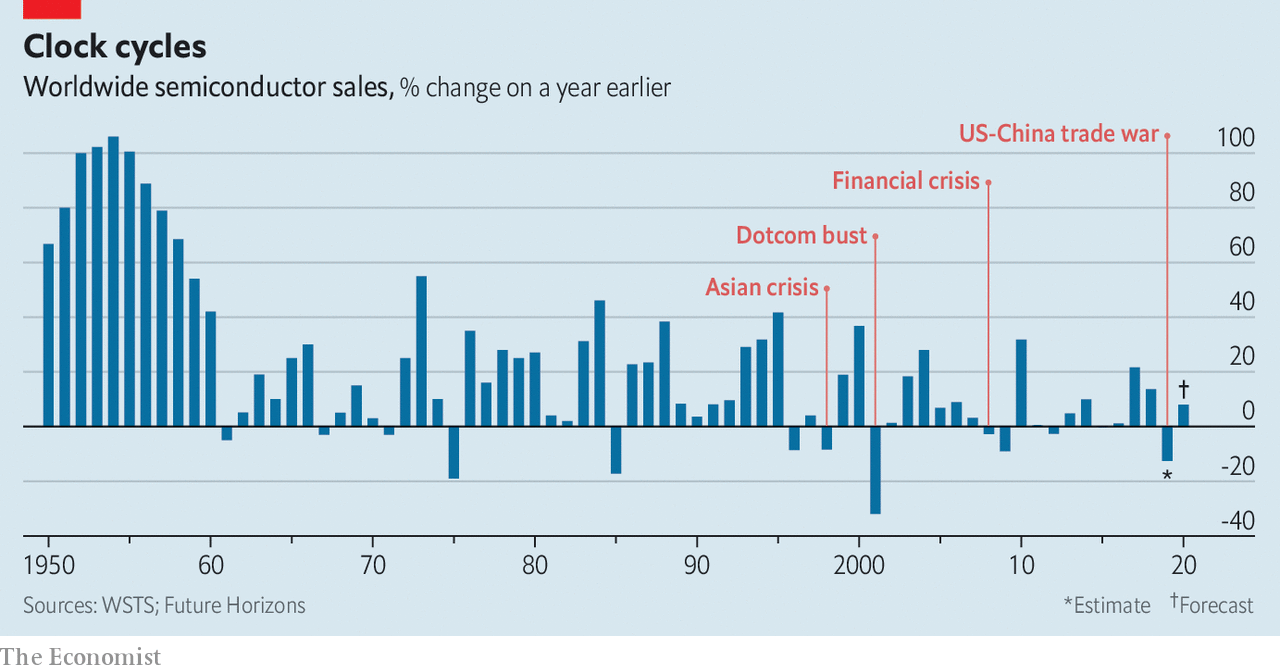 Clock cycles
Worldwide semiconductor sales, % change on a year earlier
US-China trade war
100
Financial crisis
80
Dotcom bust
60
Asian crisis
40
20
†
0
-20
*
-40
1950 60 70 80 90 2000 10 20
Sources: WSTS; Future Horizons
*Estimate †Forecast
The Economist